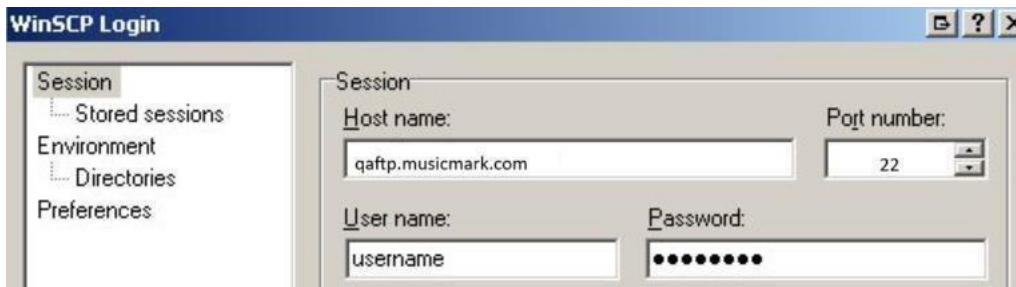 WinSCP Login
Session
Stored sessions
Environment
Directories
Preferences
Session
Host name:
Port number:
qaftp.musicmark.com
22
User name:
Password:
username
●●●●●●●●